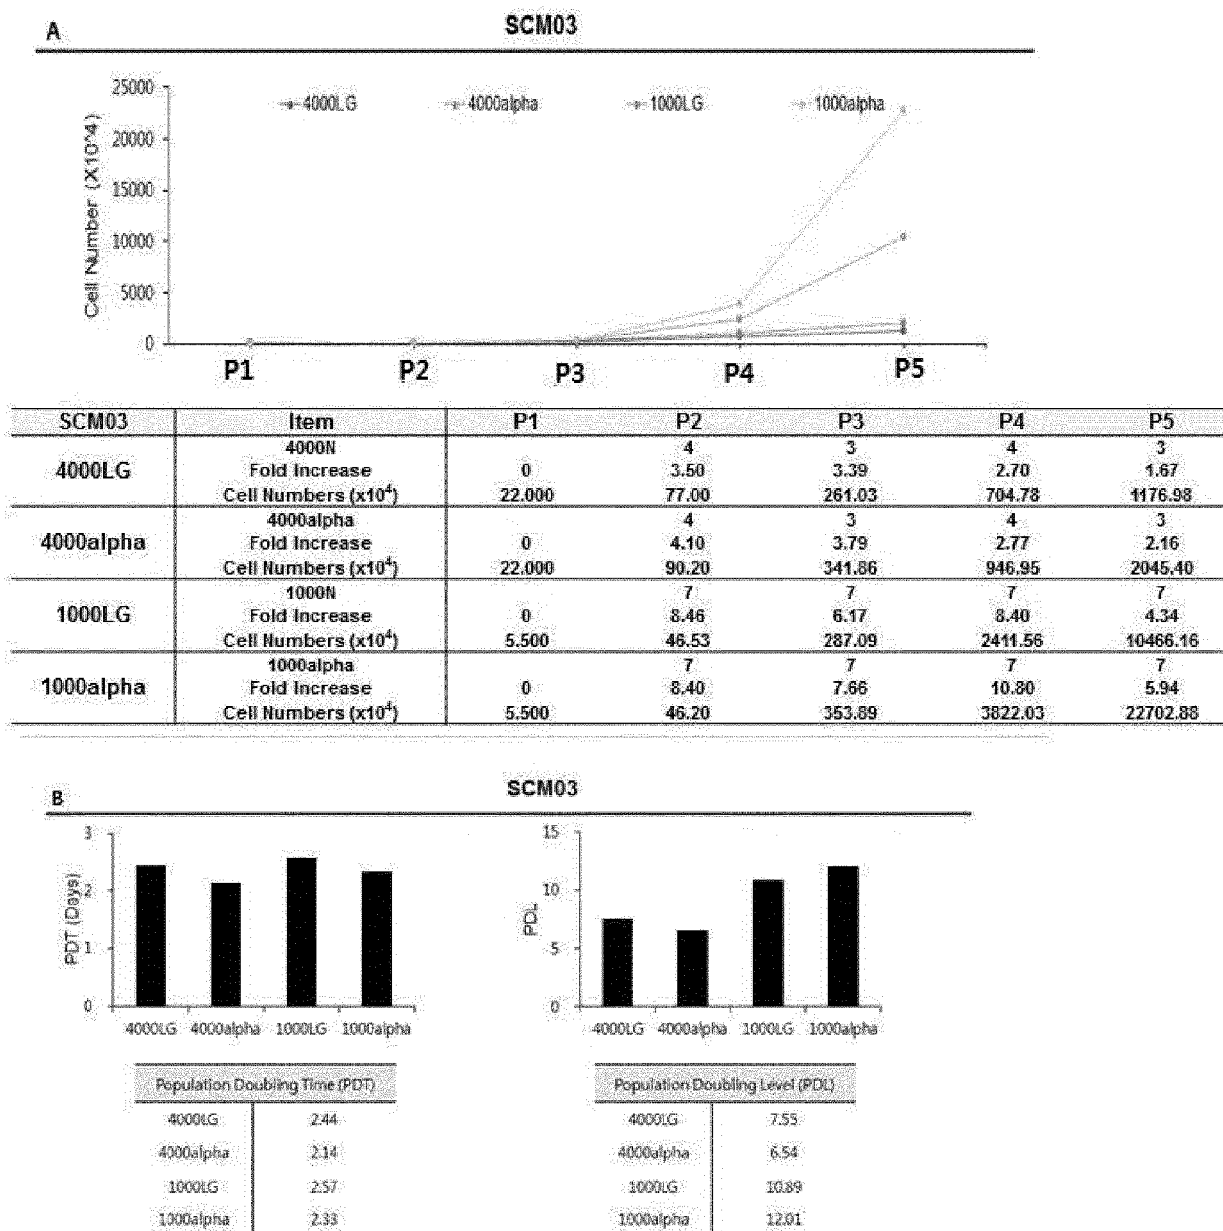 A
SCM03
25000
20000
15000
10000
5000
0
Cell Number (X10^4)
4000LG 4000alpha 1000LG 1000alpha
P1 P2 P3 P4 P5
SCM03 Item P1 P2 P3 P4 P5
4000LG
4000N 4 3 4 3
Fold Increase 0 3.50 3.39 2.70 1.67
Cell Numbers (x10⁴) 22.000 77.00 261.03 704.78 1176.98
4000alpha
4000alpha 4 3 4 3
Fold Increase 0 4.10 3.79 2.77 2.16
Cell Numbers (x10⁴) 22.000 90.20 341.86 946.95 2045.40
1000LG
1000N 7 7 7 7
Fold Increase 0 8.46 6.17 8.40 4.34
Cell Numbers (x10⁴) 5.500 46.53 287.09 2411.56 10466.16
1000alpha
1000alpha 7 7 7 7
Fold Increase 0 8.40 7.66 10.80 5.94
Cell Numbers (x10⁴) 5.500 46.20 353.89 3822.03 22702.88
B
SCM03
3
2
1
0
PDT (Days)
4000LG 4000alpha 1000LG 1000alpha
15
10
5
0
PDL
4000LG 4000alpha 1000LG 1000alpha
Population Doubling Time (PDT)
4000LG 2.44
4000alpha 2.14
1000LG 2.57
1000alpha 2.33
Population Doubling Level (PDL)
4000LG 7.55
4000alpha 6.54
1000LG 10.89
1000alpha 12.01